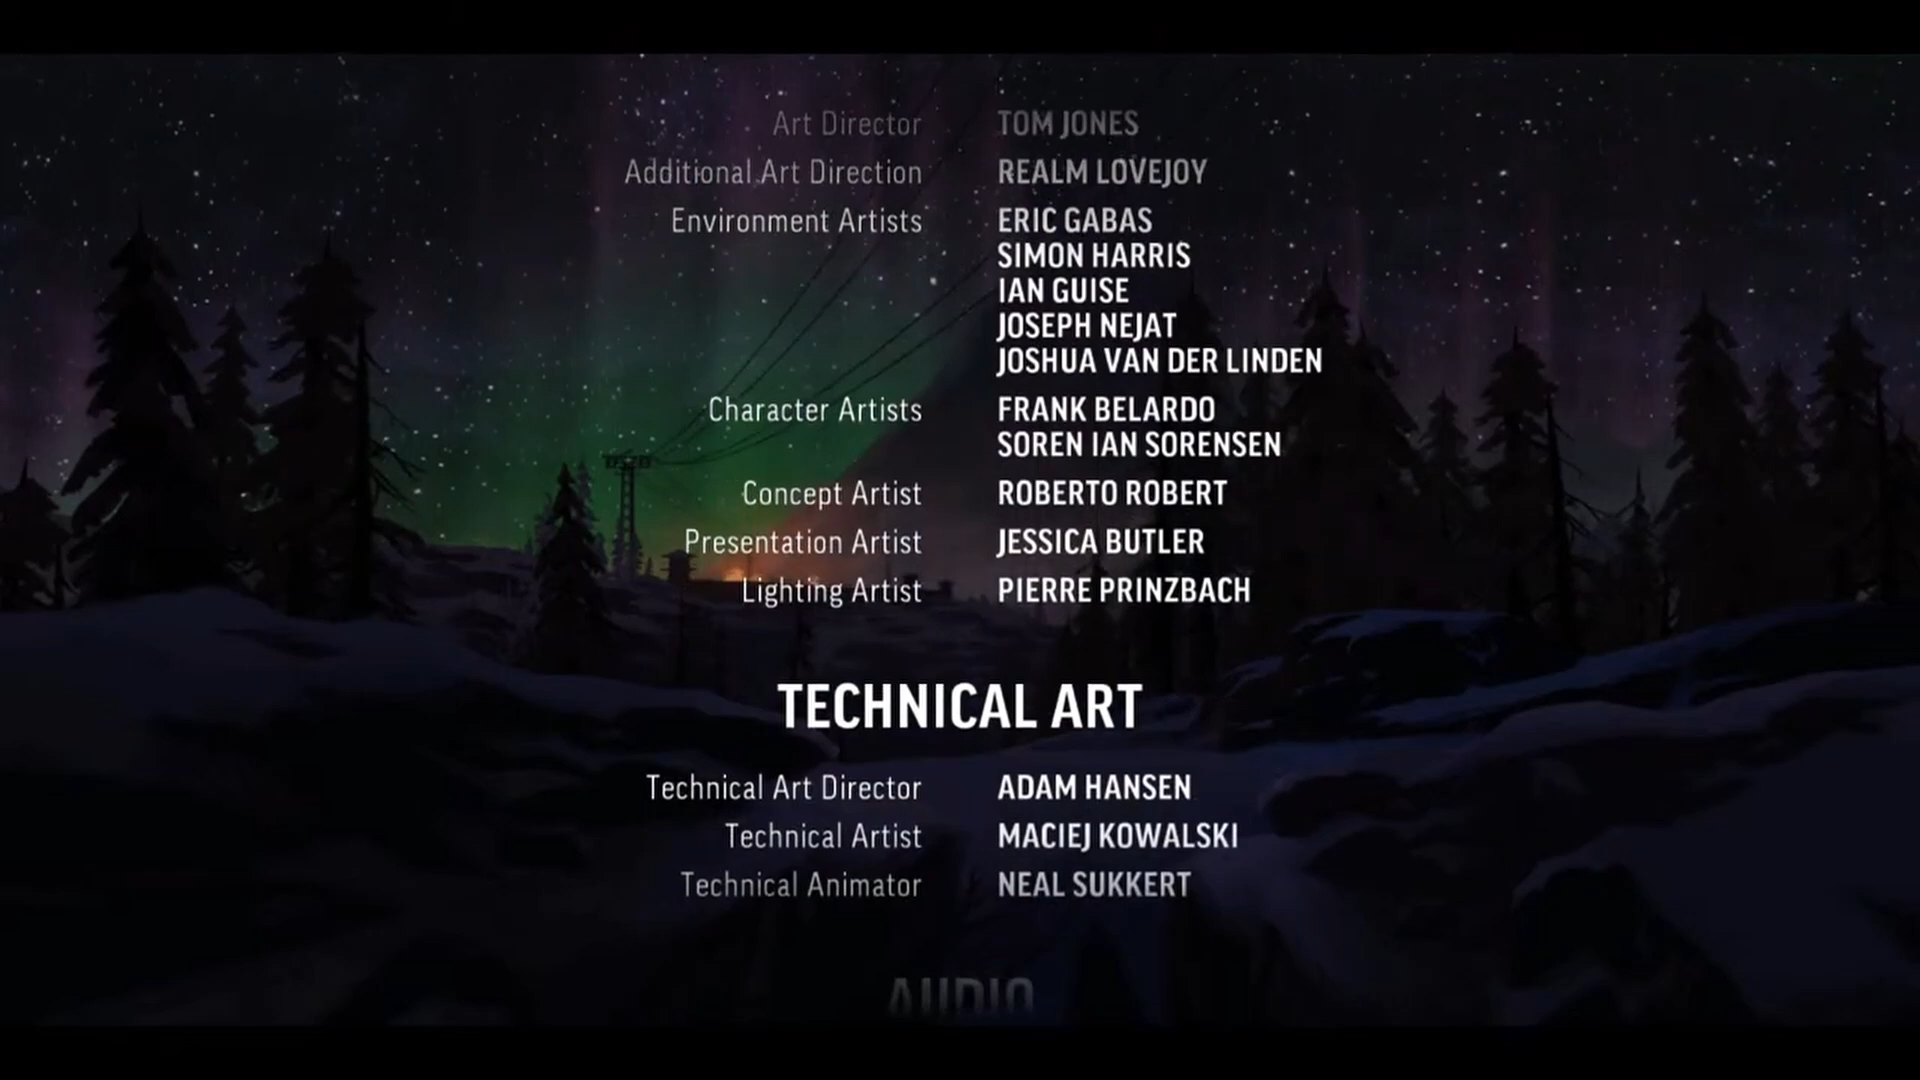 Art Director TOM JONES
Additional Art Direction REALM LOVEJOY
Environment Artists ERIC GABAS
SIMON HARRIS
IAN GUISE
JOSEPH NEJAT
JOSHUA VAN DER LINDEN
Character Artists FRANK BELARDO
SOREN IAN SORENSEN
Concept Artist ROBERTO ROBERT
Presentation Artist JESSICA BUTLER
Lighting Artist PIERRE PRINZBACH
TECHNICAL ART
Technical Art Director ADAM HANSEN
Technical Artist MACIEJ KOWALSKI
Technical Animator NEAL SUKKERT
AUDIO